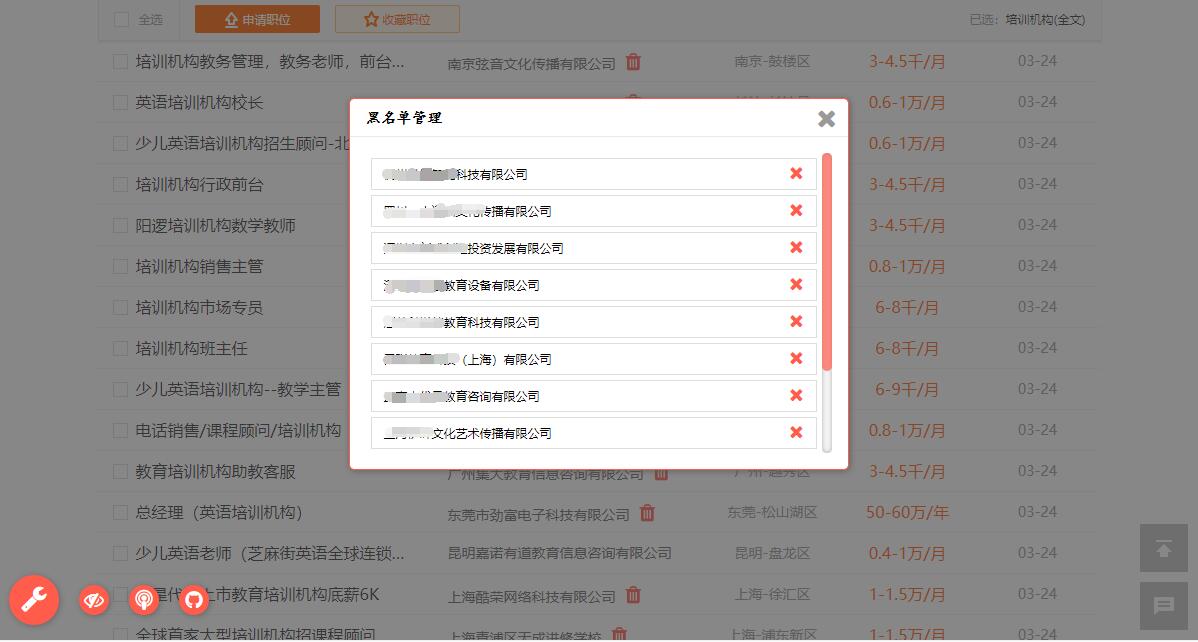 全选 申请职位 收藏职位 已选: 培训机构(全文)
培训机构教务管理，教务老师，前台... 南京弦音文化传播有限公司 南京-鼓楼区 3-4.5千/月 03-24
英语培训机构校长 0.6-1万/月 03-24
黑名单管理
少儿英语培训机构招生顾问-北 0.6-1万/月 03-24
科技有限公司
培训机构行政前台 3-4.5千/月 03-24
文化传播有限公司
阳逻培训机构数学教师 3-4.5千/月 03-24
投资发展有限公司
培训机构销售主管 0.8-1万/月 03-24
教育设备有限公司
培训机构市场专员 6-8千/月 03-24
教育科技有限公司
培训机构班主任 6-8千/月 03-24
（上海）有限公司
少儿英语培训机构--教学主管 6-9千/月 03-24
教育咨询有限公司
电话销售/课程顾问/培训机构 0.8-1万/月 03-24
文化艺术传播有限公司
教育培训机构助教客服 广州集大教育信息咨询有限公司 广州-越秀区 3-4.5千/月 03-24
总经理（英语培训机构） 东莞市劲富电子科技有限公司 东莞-松山湖区 50-60万/年 03-24
少儿英语老师（芝麻街英语全球连锁... 昆明嘉诺有道教育信息咨询有限公司 昆明-盘龙区 0.4-1万/月 03-24
上市教育培训机构底薪6K 上海酷荣网络科技有限公司 上海-徐汇区 1-1.5万/月 03-24
全球首家大型培训机构招课程顾问 上海青浦区天成进修学校 上海-浦东新区 1-1.5万/月 03-24